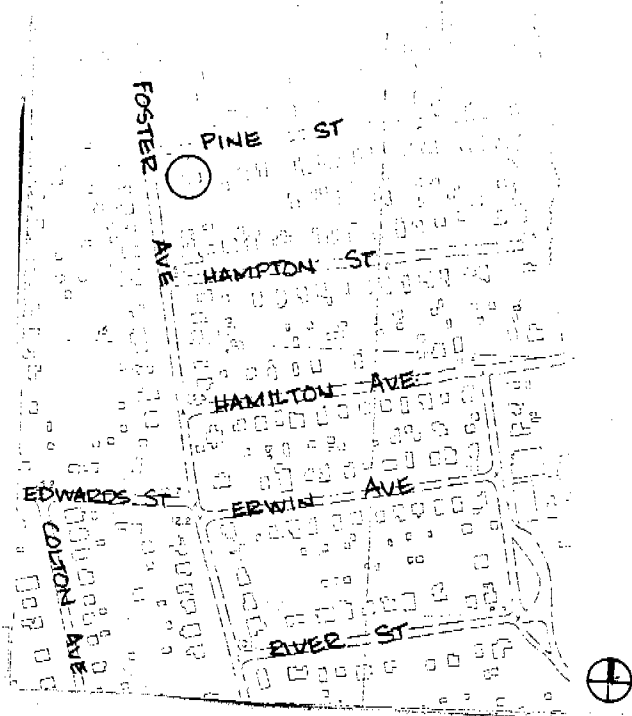 FOSTER AVE
PINE ST
HAMPTON ST
HAMILTON AVE
EDWARDS ST
ERWIN AVE
COLTON AVE
RIVER ST